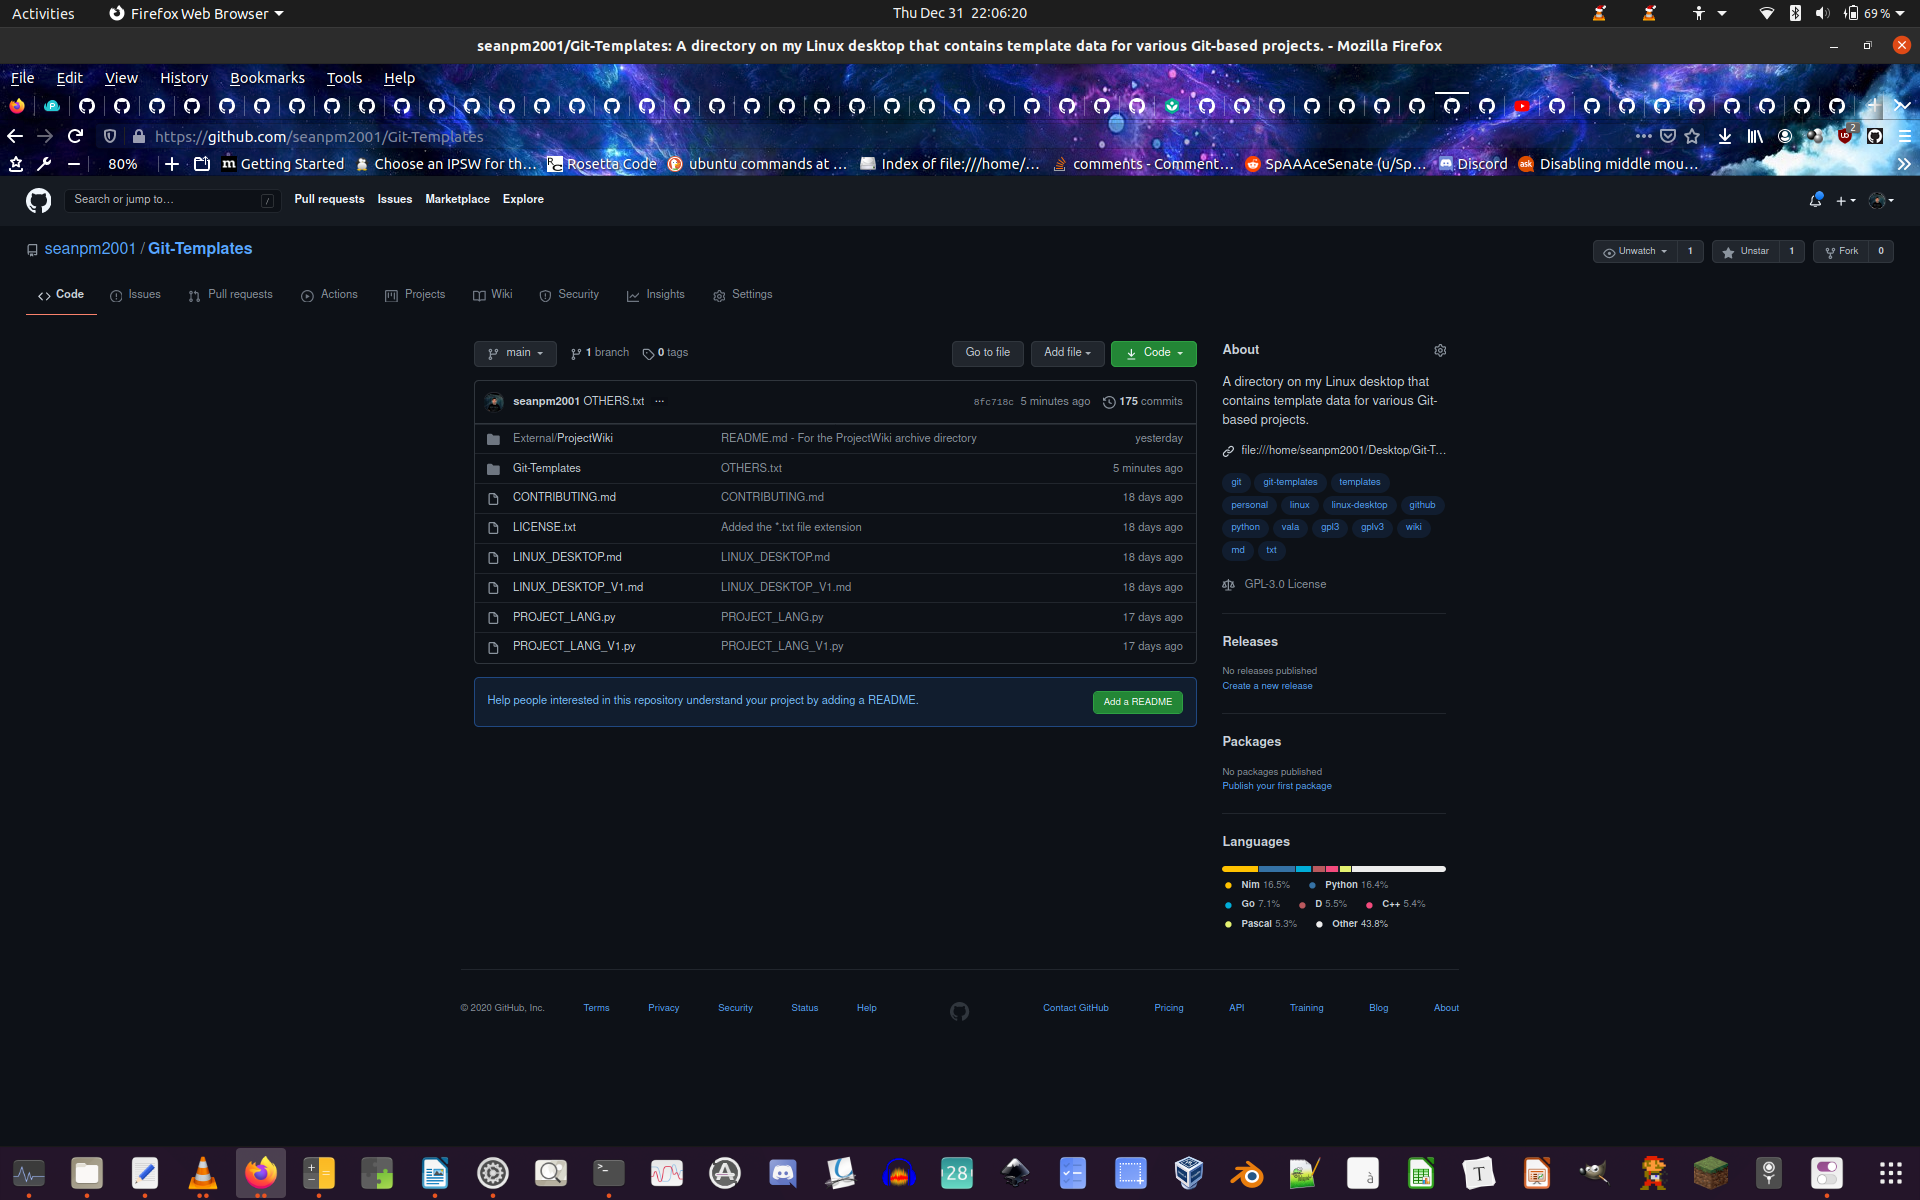 Activities Firefox Web Browser Thu Dec 31 22:06:20 69 %
seanpm2001/Git-Templates: A directory on my Linux desktop that contains template data for various Git-based projects. - Mozilla Firefox
File Edit View History Bookmarks Tools Help
https://github.com/seanpm2001/Git-Templates 2
80% Getting Started Choose an IPSW for th… Rosetta Code ubuntu commands at … Index of file:///home/… comments - Comment… SpAAAceSenate (u/Sp… Discord Disabling middle mou…
Search or jump to… / Pull requests Issues Marketplace Explore
seanpm2001 / Git-Templates Unwatch 1 Unstar 1 Fork 0
Code Issues Pull requests Actions Projects Wiki Security Insights Settings
main 1 branch 0 tags Go to file Add file Code
seanpm2001 OTHERS.txt ... 8fc718c 5 minutes ago 175 commits
External/ProjectWiki README.md - For the ProjectWiki archive directory yesterday
Git-Templates OTHERS.txt 5 minutes ago
CONTRIBUTING.md CONTRIBUTING.md 18 days ago
LICENSE.txt Added the *.txt file extension 18 days ago
LINUX_DESKTOP.md LINUX_DESKTOP.md 18 days ago
LINUX_DESKTOP_V1.md LINUX_DESKTOP_V1.md 18 days ago
PROJECT_LANG.py PROJECT_LANG.py 17 days ago
PROJECT_LANG_V1.py PROJECT_LANG_V1.py 17 days ago
Help people interested in this repository understand your project by adding a README. Add a README
About
A directory on my Linux desktop that
contains template data for various Git-
based projects.
file:///home/seanpm2001/Desktop/Git-T…
git git-templates templates
personal linux linux-desktop github
python vala gpl3 gplv3 wiki
md txt
GPL-3.0 License
Releases
No releases published
Create a new release
Packages
No packages published
Publish your first package
Languages
Nim 16.5% Python 16.4%
Go 7.1% D 5.5% C++ 5.4%
Pascal 5.3% Other 43.8%
© 2020 GitHub, Inc. Terms Privacy Security Status Help Contact GitHub Pricing API Training Blog About
28